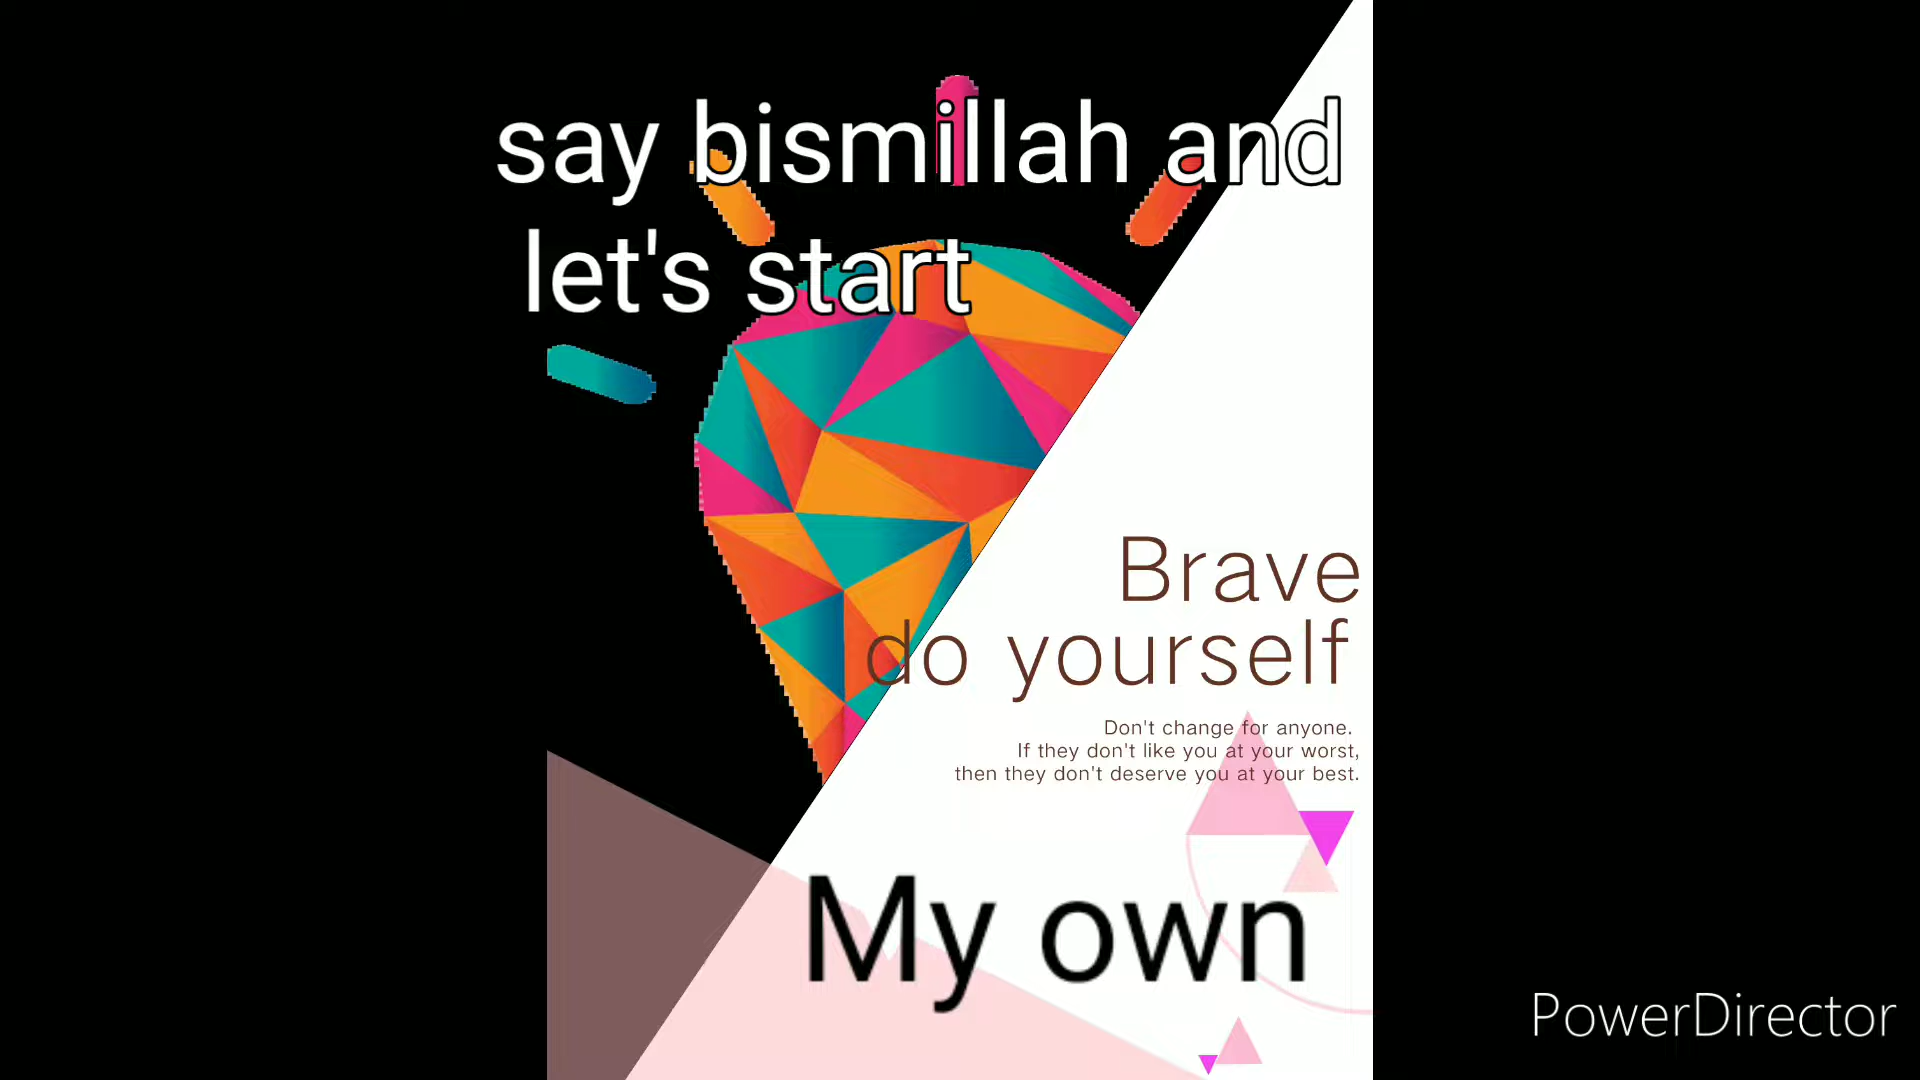 say bismillah and
let's start
Brave
do yourself
Don't change for anyone.
If they don't like you at your worst,
then they don't deserve you at your best.
My own
PowerDirector